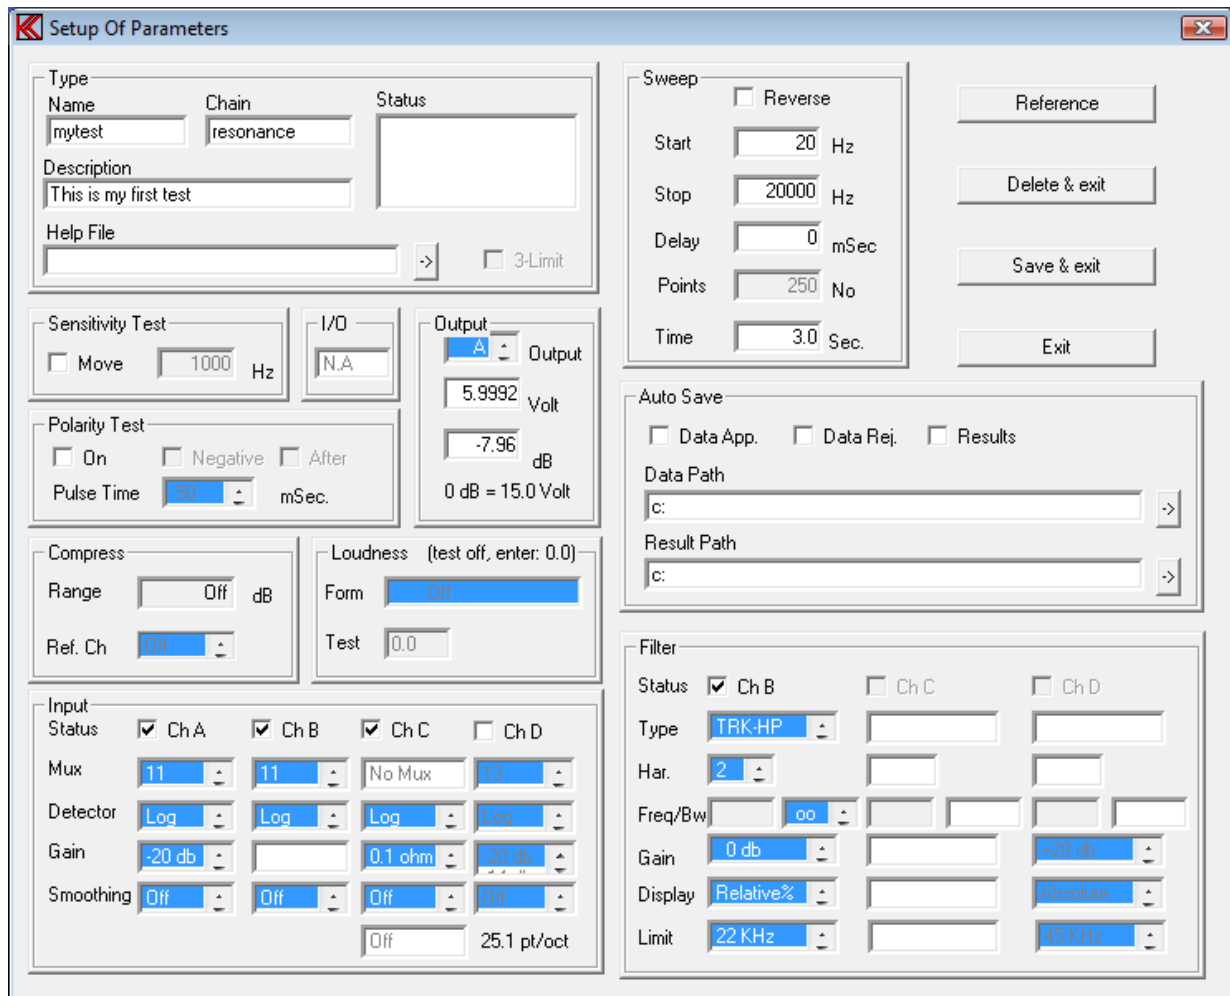 Setup Of Parameters
Type
Name Chain Status
mytest resonance
Description
This is my first test
Help File
-> 3-Limit
Sensitivity Test
Move 1000 Hz
I/O
N.A
Output
A Output
5.9992 Volt
-7.96 dB
0 dB = 15.0 Volt
Polarity Test
On Negative After
Pulse Time 50 mSec.
Compress
Range Off dB
Ref. Ch Off
Loudness (test off, enter: 0.0)
Form Off
Test 0.0
Input
Status Ch A Ch B Ch C Ch D
Mux 11 11 No Mux 13
Detector Log Log Log Log
Gain -20 db 0.1 ohm -20 db
Smoothing Off Off Off Off
Off 25.1 pt/oct
Sweep
Reverse
Start 20 Hz
Stop 20000 Hz
Delay 0 mSec
Points 250 No
Time 3.0 Sec.
Reference
Delete & exit
Save & exit
Exit
Auto Save
Data App. Data Rej. Results
Data Path
c: ->
Result Path
c: ->
Filter
Status Ch B Ch C Ch D
Type TRK-HP
Har. 2
Freq/Bw oo
Gain 0 db +20 db
Display Relative% Absolute
Limit 22 KHz 45 KHz